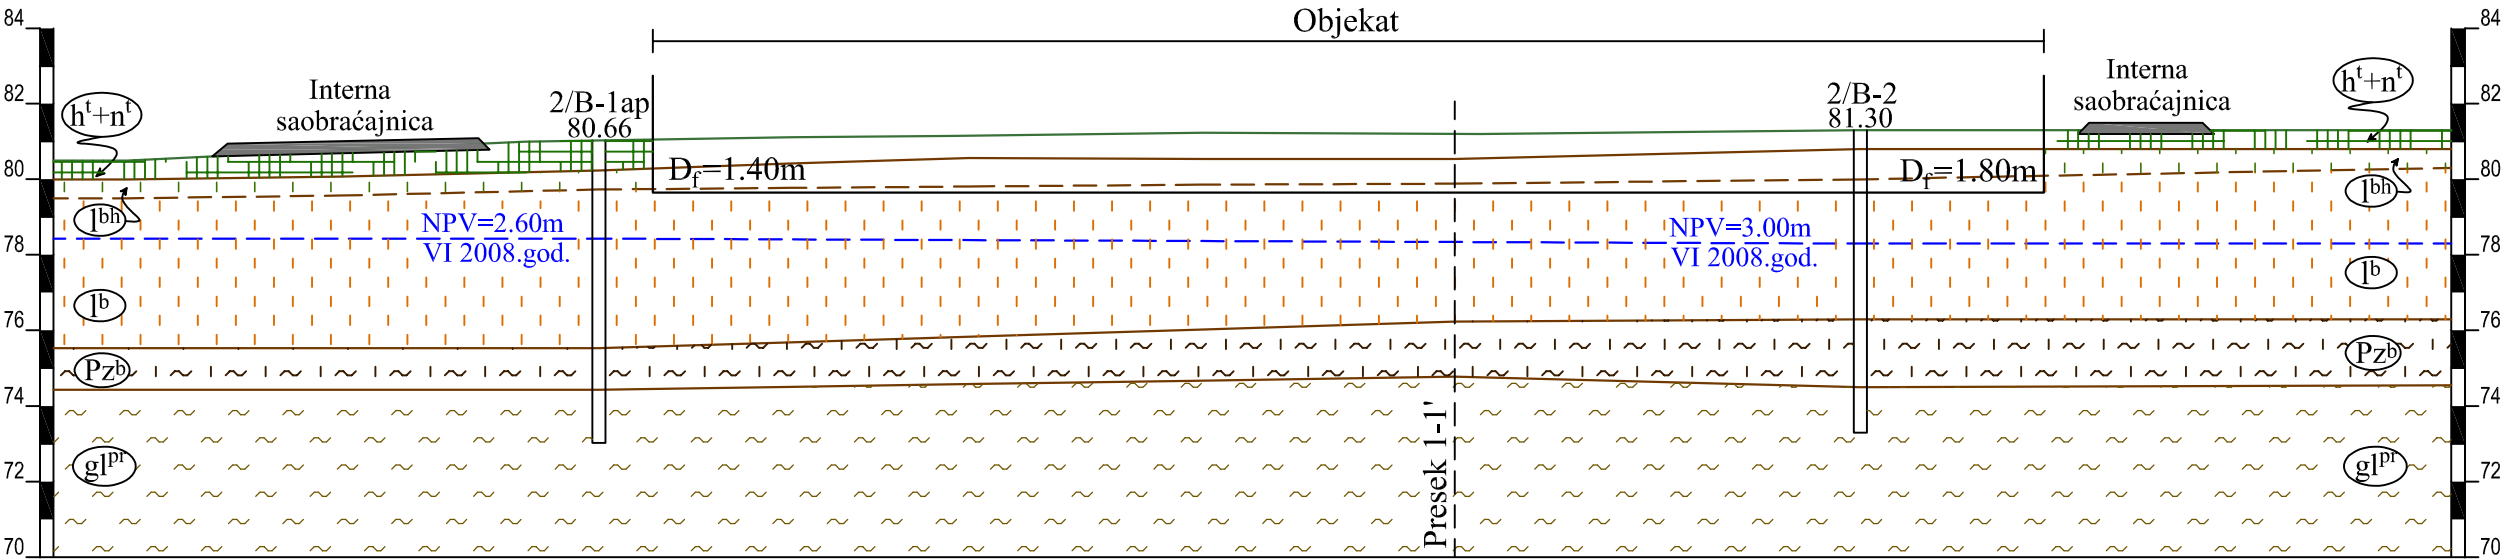 Objekat
84
84
82
82
80
80
78
78
76
76
74
74
72
72
70
70
hᵗ+nᵗ
Interna
saobraćajnica
2/B-1ap
80.66
D_f=1.40m
2/B-2
81.30
D_f=1.80m
Interna
saobraćajnica
hᵗ+nᵗ
lᵇʰ
NPV=2.60m
VI 2008.god.
NPV=3.00m
VI 2008.god.
lᵇʰ
lᵇ
lᵇ
Pzᵇ
Pzᵇ
glᵖʳ
glᵖʳ
Presek 1-1'